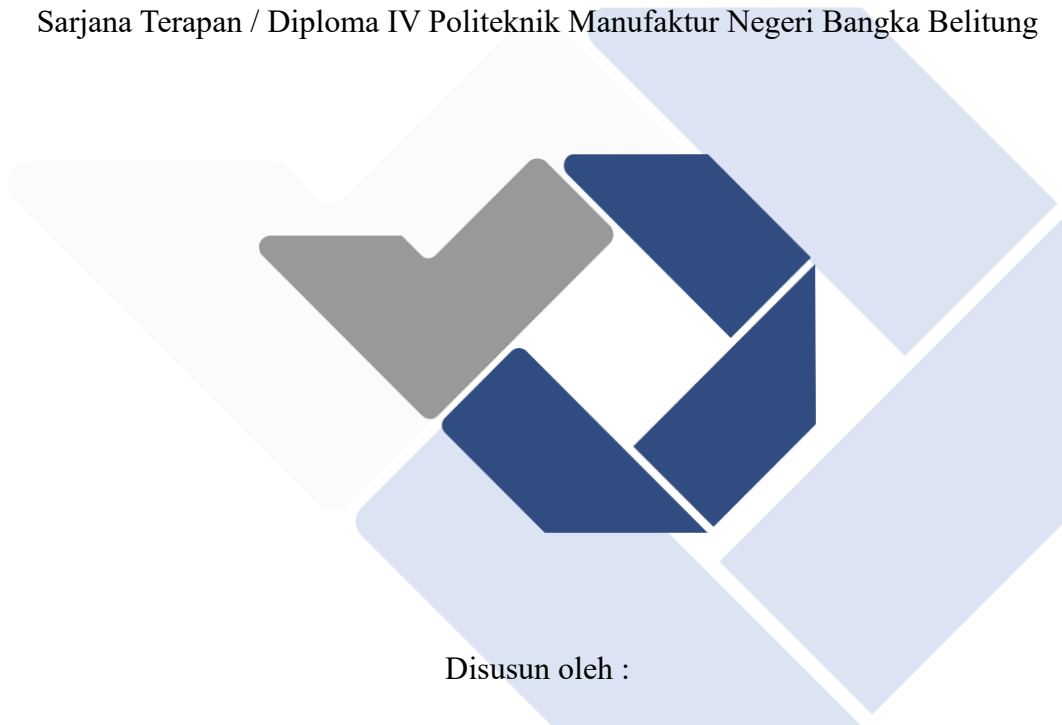 Sarjana Terapan / Diploma IV Politeknik Manufaktur Negeri Bangka Belitung
Disusun oleh :